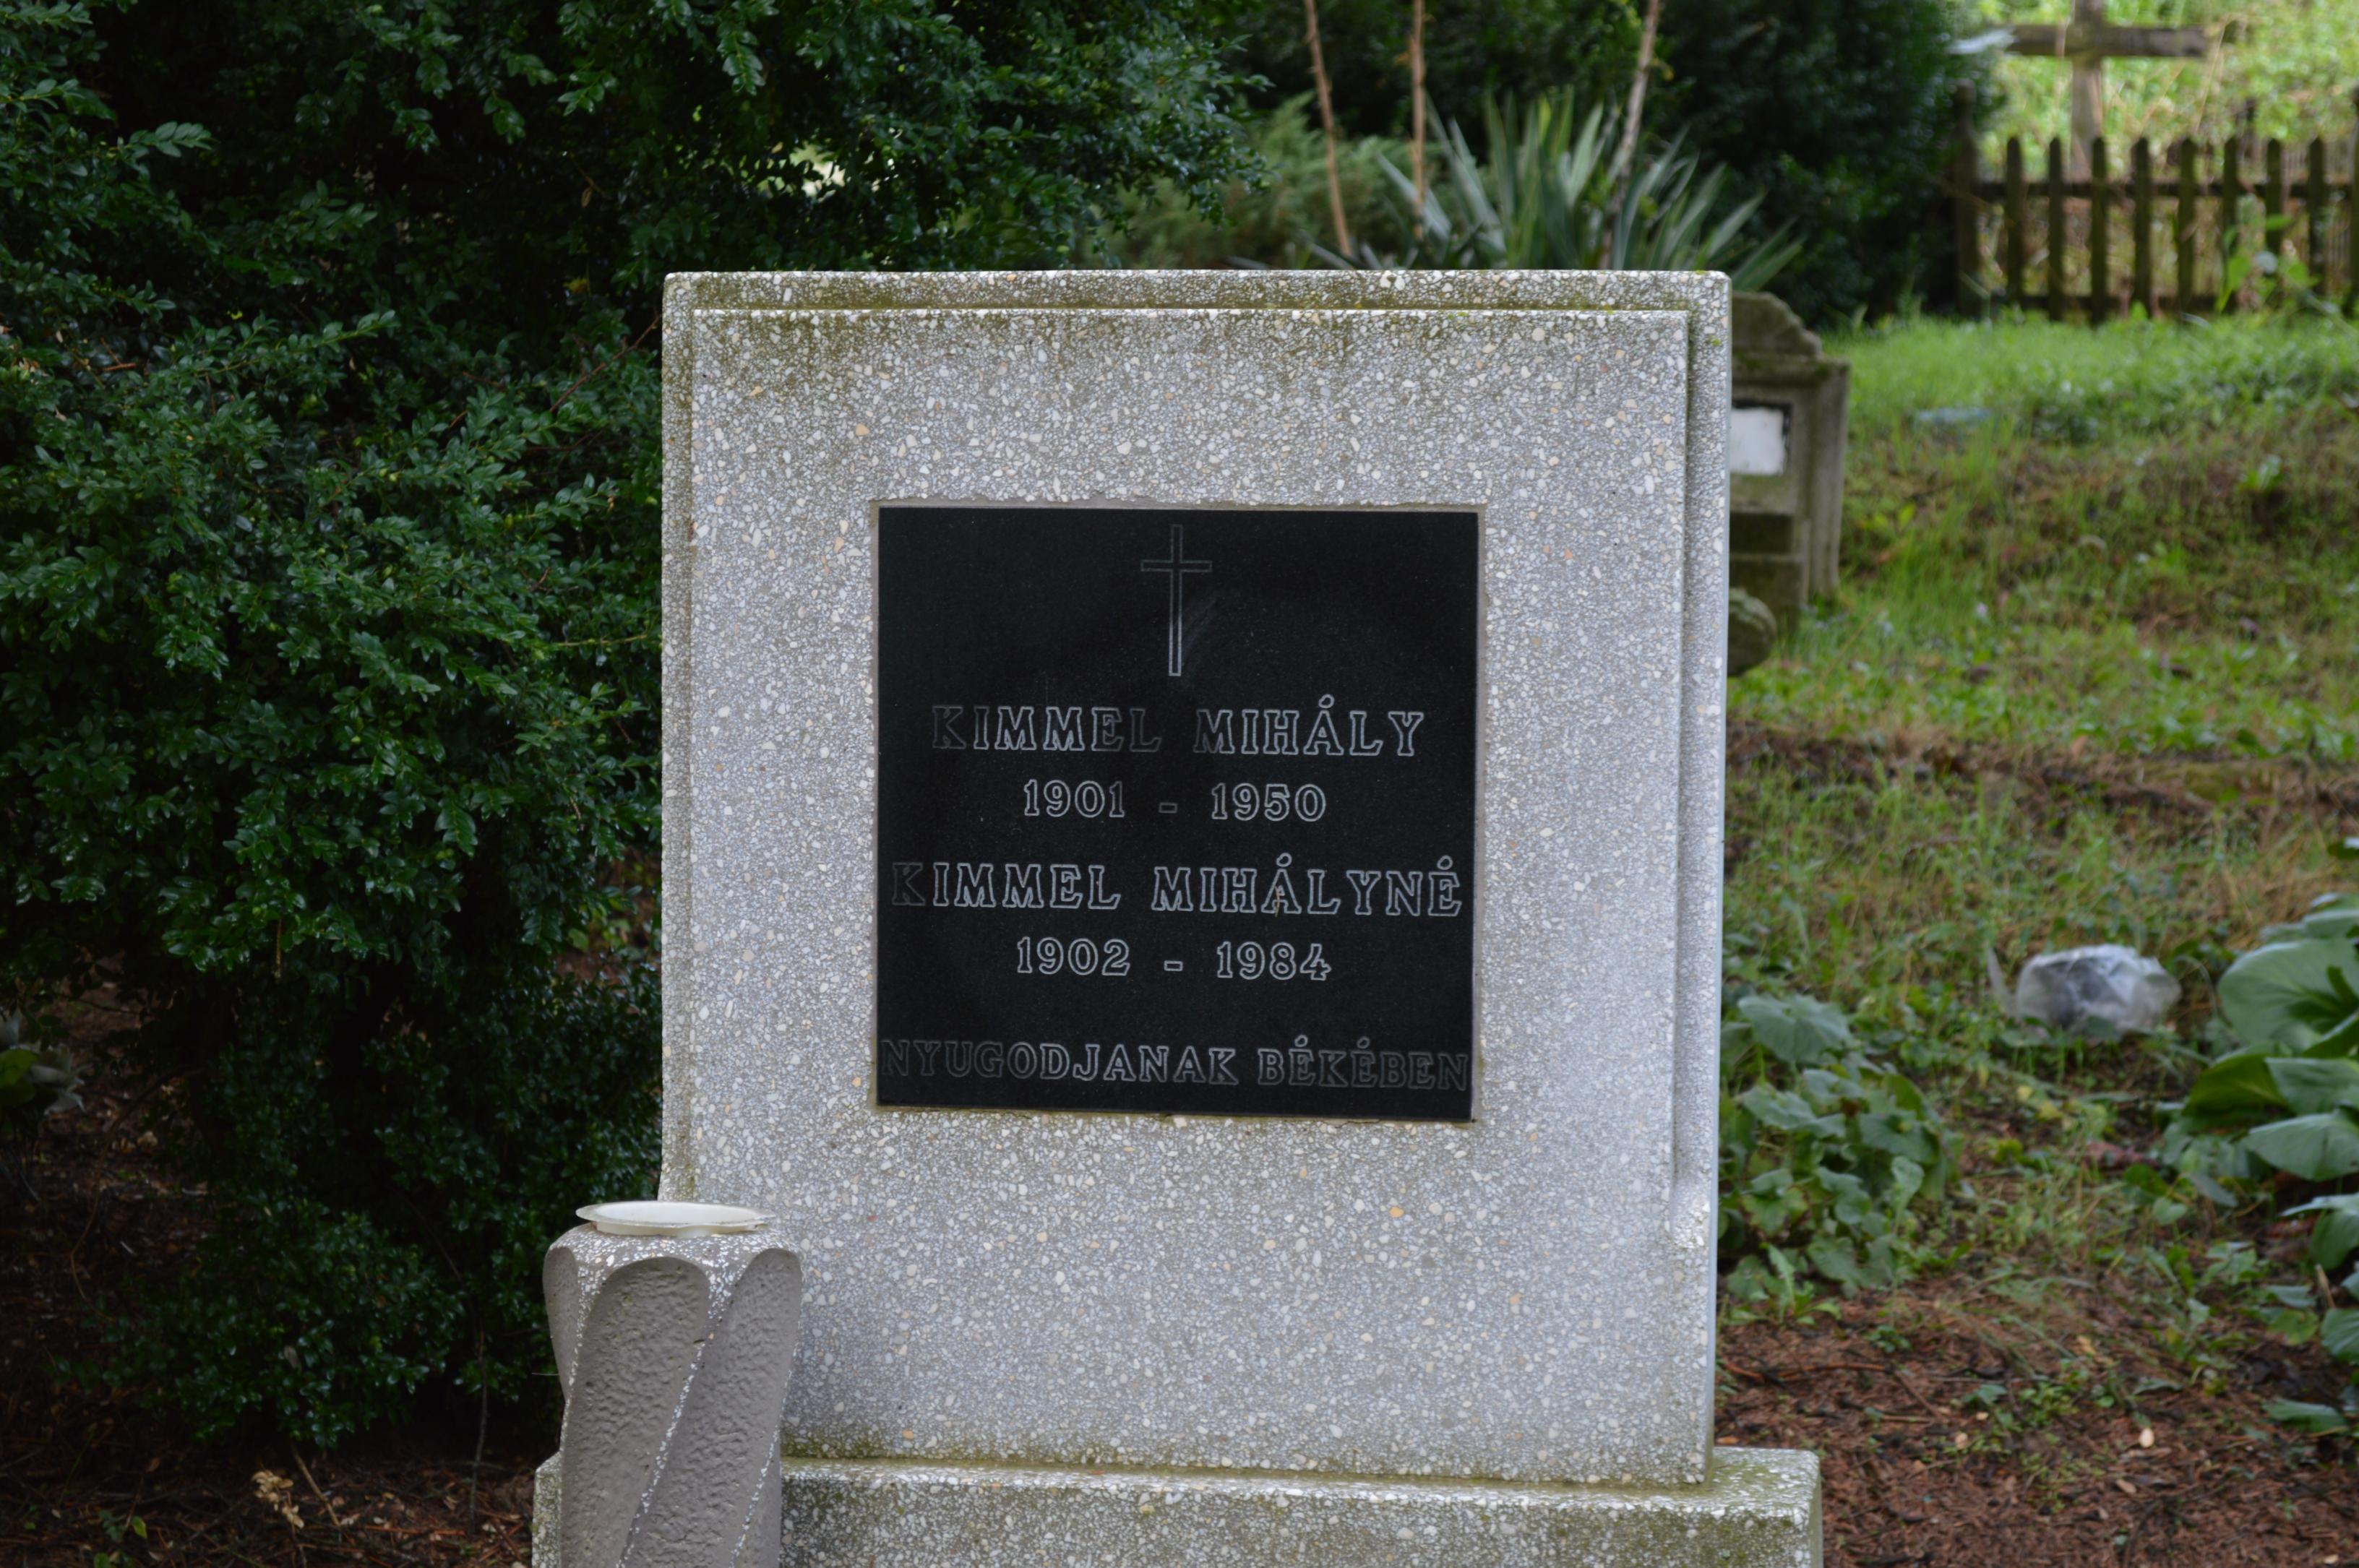 KIMMEL MIHÁLY
1901 - 1950
KIMMEL MIHÁLYNÉ
1902 - 1984
NYUGODJANAK BÉKÉBEN